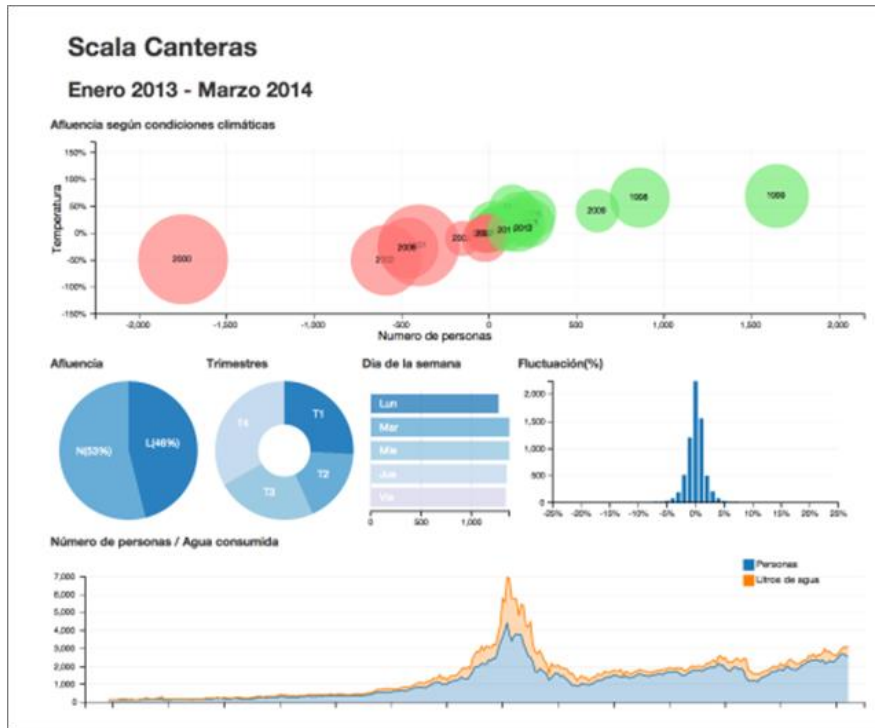 Scala Canteras
Enero 2013 - Marzo 2014
Afluencia según condiciones climáticas
150%
100%
50%
0%
-50%
-100%
-150%
Temperatura
2000
2006
2012
2009
1998
1999
-2,000
-1,500
-1,000
-500
0
500
1,000
1,500
2,000
Numero de personas
Afluencia
N(53%)
L(46%)
Trimestres
T4
T1
T3
T2
Dia de la semana
Lun
Mar
Mie
Jue
Vie
0
500
1,000
Fluctuación(%)
2,000
1,500
1,000
500
0
-25%
-20%
-15%
-10%
-5%
0%
5%
10%
15%
20%
25%
Número de personas / Agua consumida
Personas
Litros de agua
7,000
6,000
5,000
4,000
3,000
2,000
1,000
0